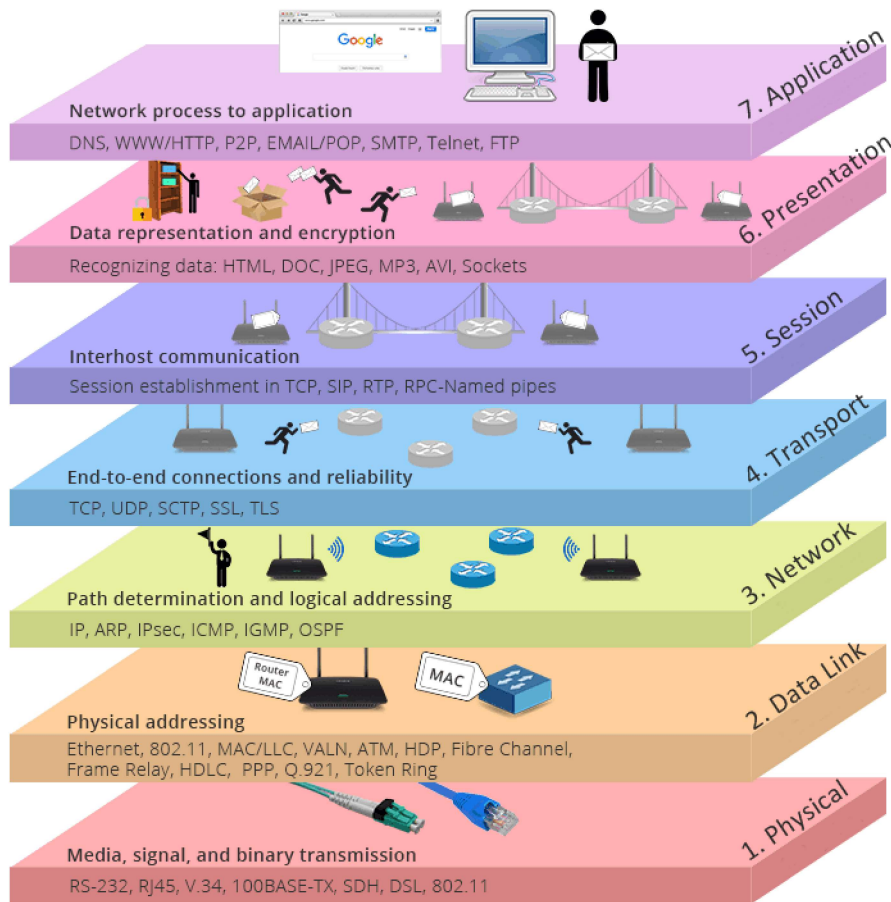 Google
7. Application
Network process to application
DNS, WWW/HTTP, P2P, EMAIL/POP, SMTP, Telnet, FTP
6. Presentation
Data representation and encryption
Recognizing data: HTML, DOC, JPEG, MP3, AVI, Sockets
5. Session
Interhost communication
Session establishment in TCP, SIP, RTP, RPC-Named pipes
4. Transport
End-to-end connections and reliability
TCP, UDP, SCTP, SSL, TLS
3. Network
Path determination and logical addressing
IP, ARP, IPsec, ICMP, IGMP, OSPF
Router
MAC
MAC
2. Data Link
Physical addressing
Ethernet, 802.11, MAC/LLC, VALN, ATM, HDP, Fibre Channel,
Frame Relay, HDLC, PPP, Q.921, Token Ring
1. Physical
Media, signal, and binary transmission
RS-232, RJ45, V.34, 100BASE-TX, SDH, DSL, 802.11